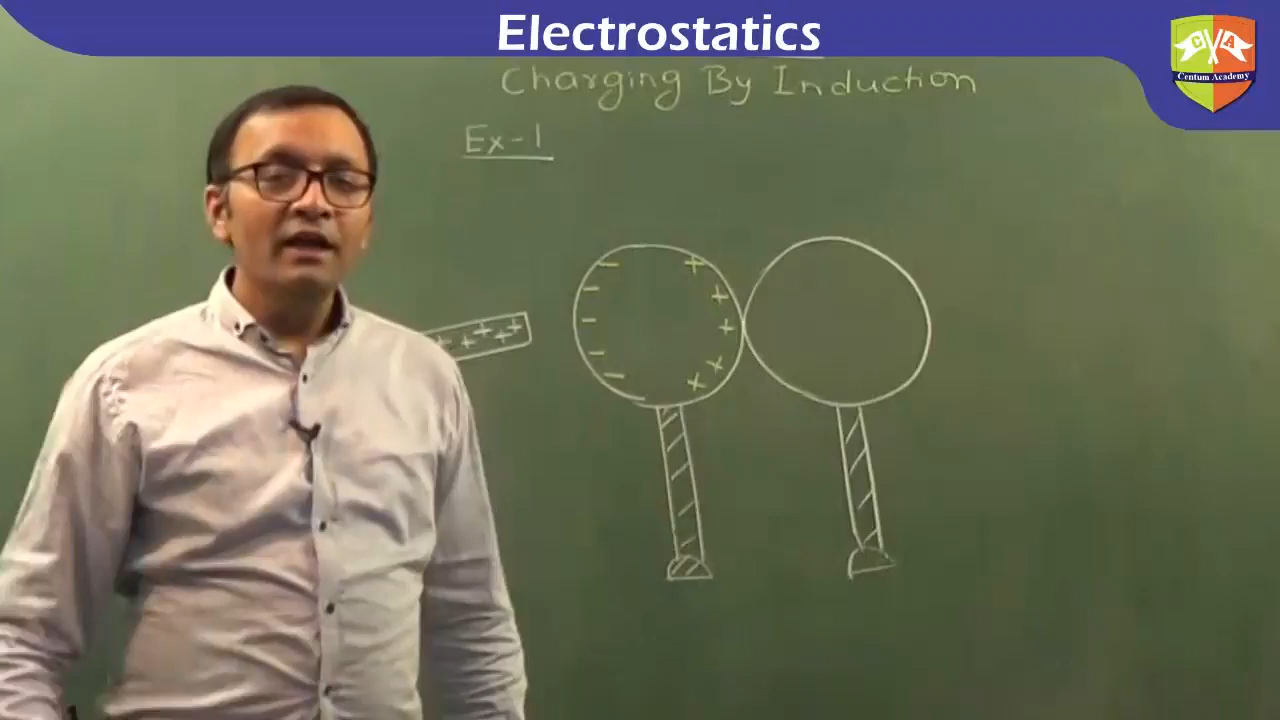 Electrostatics
C A
Centum Academy
Charging By Induction
Ex-1
+ + + + +
- +
- +
- +
- x
- x